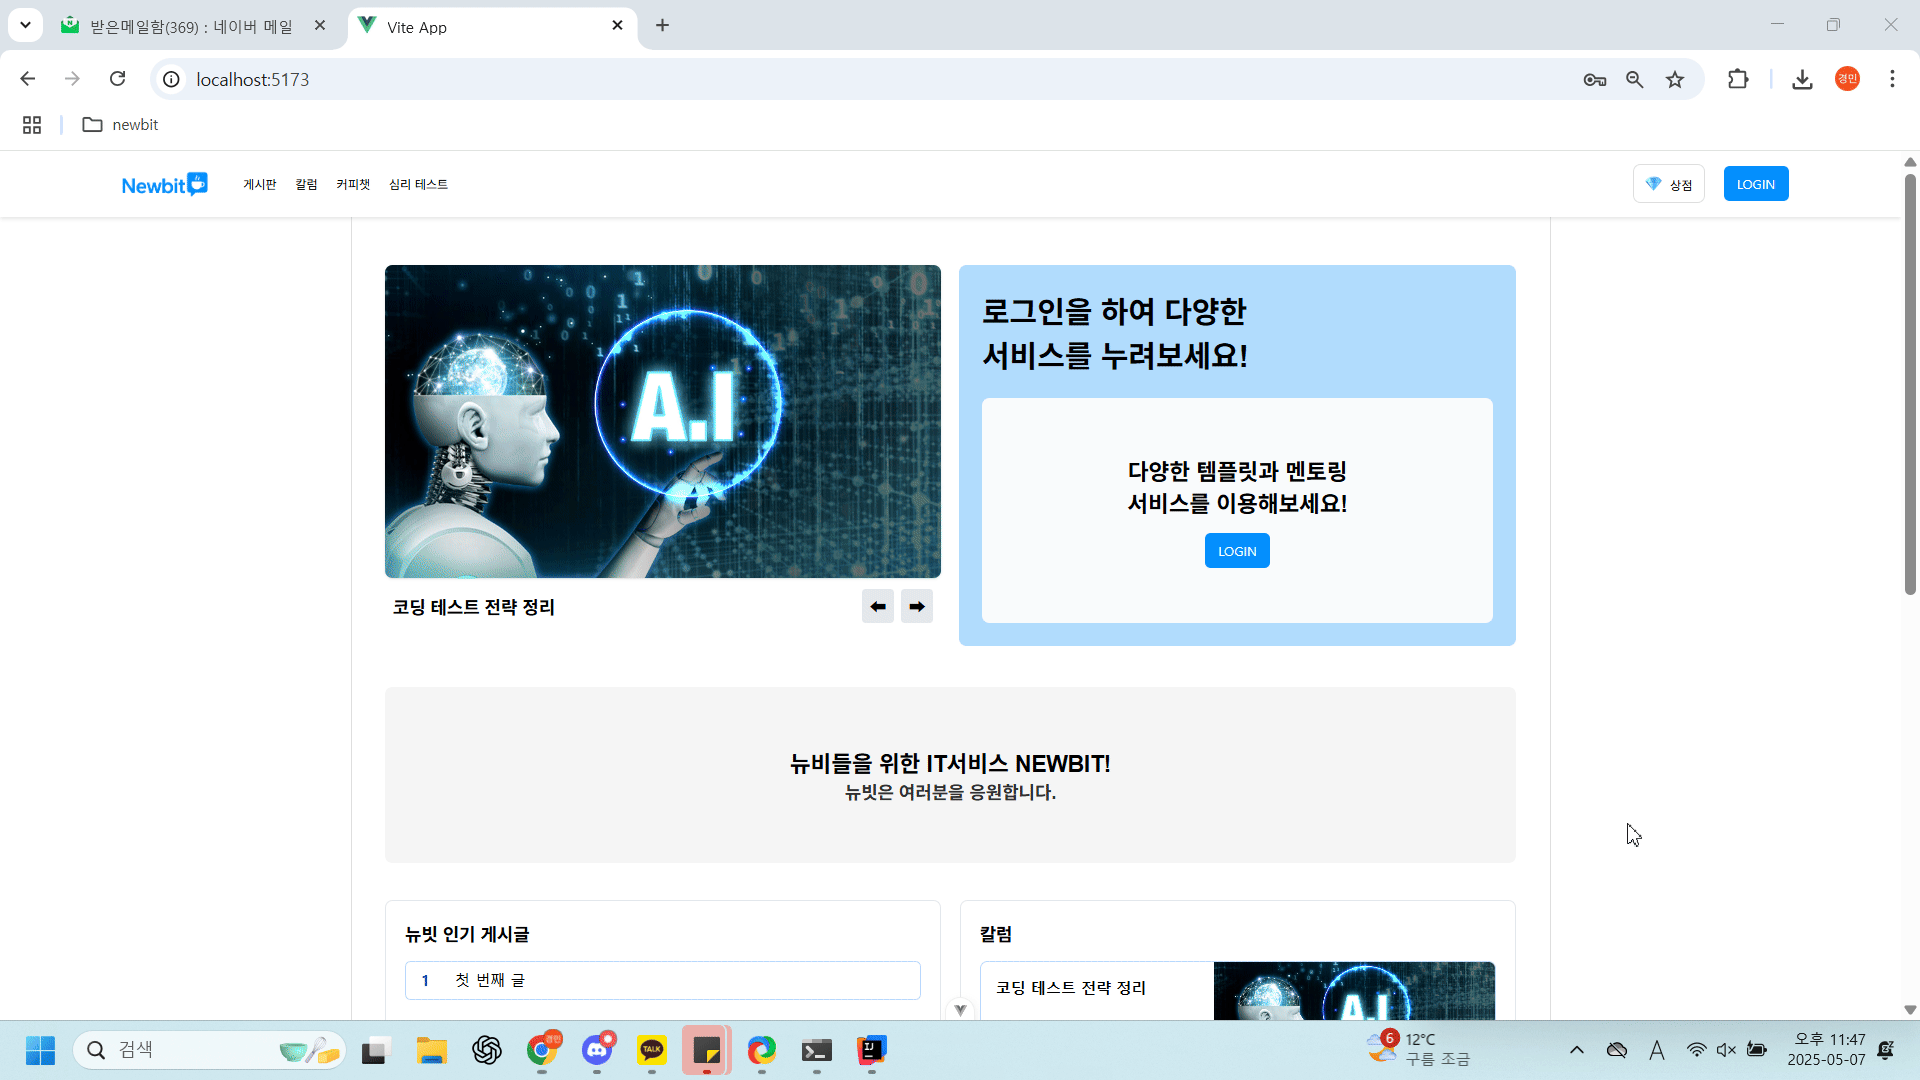 받은메일함(369) : 네이버 메일
Vite App
localhost:5173
경민
newbit
Newbit
게시판
칼럼
커피챗
심리 테스트
상점
LOGIN
A.I
코딩 테스트 전략 정리
로그인을 하여 다양한
서비스를 누려보세요!
다양한 템플릿과 멘토링
서비스를 이용해보세요!
LOGIN
뉴비들을 위한 IT서비스 NEWBIT!
뉴빗은 여러분을 응원합니다.
뉴빗 인기 게시글
1 첫 번째 글
칼럼
코딩 테스트 전략 정리
A.I
검색
경민
TALK
IJ
6
12°C
구름 조금
A
오후 11:47
2025-05-07